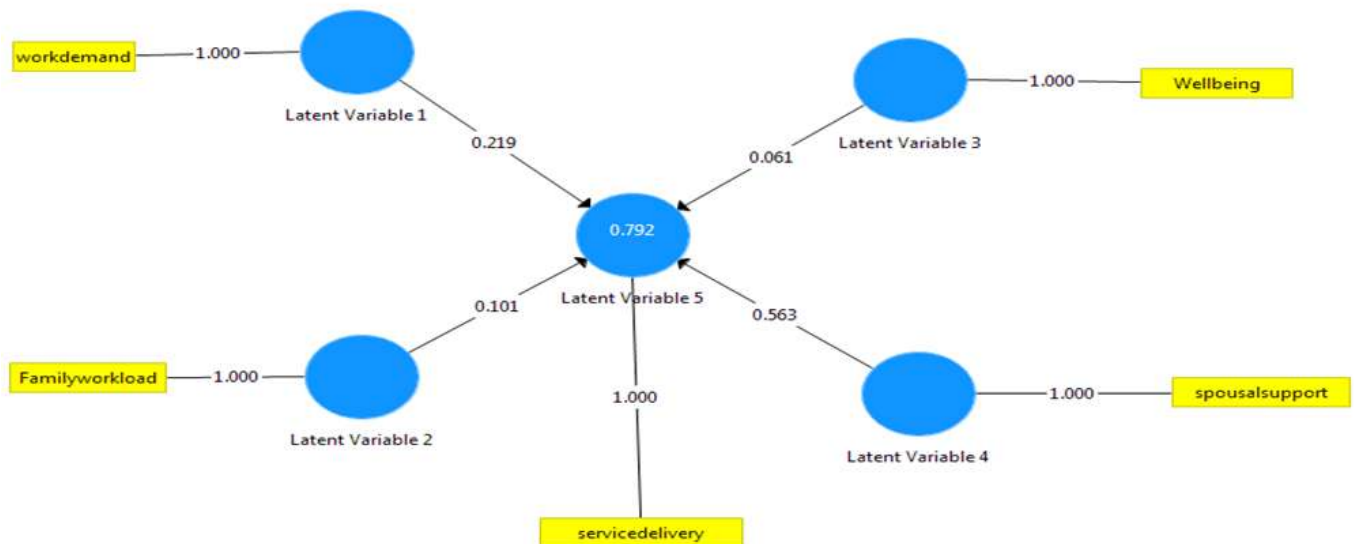 workdemand
1.000
Latent Variable 1
0.219
Wellbeing
1.000
Latent Variable 3
0.061
0.792
Latent Variable 5
Familyworkload
1.000
Latent Variable 2
0.101
spousalsupport
1.000
Latent Variable 4
0.563
1.000
servicedelivery